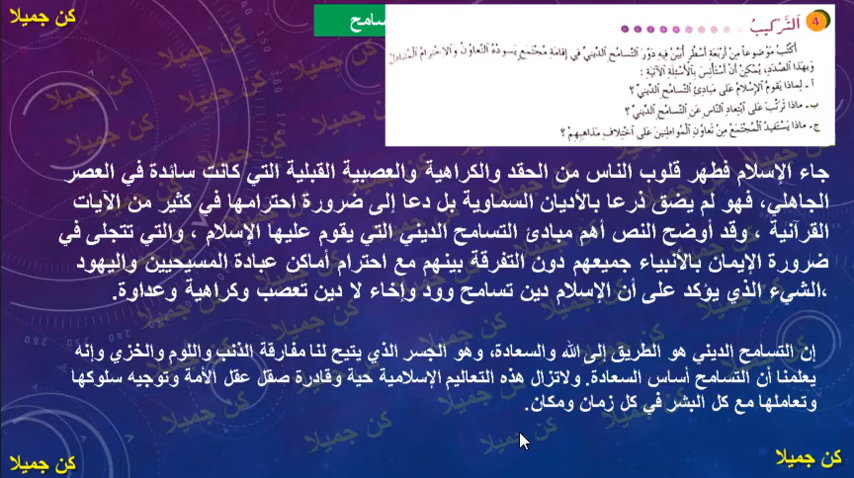 كن جميلا
سامح
4 التركيب
أكتب موضوعا من أربعة أسطر أبين فيه دور التسامح الديني في إقامة مجتمع يسوده التعاون والاحترام المتبادل
وبهذا الصدد، يمكن أن أستأنس بالأسئلة الآتية :
أ - لماذا يقوم الإسلام على مبادئ التسامح الديني ؟
ب- ماذا ترتب على ابتعاد الناس عن التسامح الديني ؟
ج- ماذا يستفيد المجتمع من تعاون المواطنين على اختلاف مذاهبهم ؟
جاء الإسلام فطهر قلوب الناس من الحقد والكراهية والعصبية القبلية التي كانت سائدة في العصر
الجاهلي، فهو لم يضق ذرعا بالأديان السماوية بل دعا إلى ضرورة احترامها في كثير من الآيات
القرآنية ، وقد أوضح النص أهم مبادئ التسامح الديني التي يقوم عليها الإسلام ، والتي تتجلى في
ضرورة الإيمان بالأنبياء جميعهم دون التفرقة بينهم مع احترام أماكن عبادة المسيحيين واليهود
،الشيء الذي يؤكد على أن الإسلام دين تسامح وود وإخاء لا دين تعصب وكراهية وعداوة.
إن التسامح الديني هو الطريق إلى الله والسعادة، وهو الجسر الذي يتيح لنا مفارقة الذنب واللوم والخزي وإنه
يعلمنا أن التسامح أساس السعادة. ولاتزال هذه التعاليم الإسلامية حية وقادرة صقل عقل الأمة وتوجيه سلوكها
وتعاملها مع كل البشر في كل زمان ومكان.
كن جميلا
كن جميلا